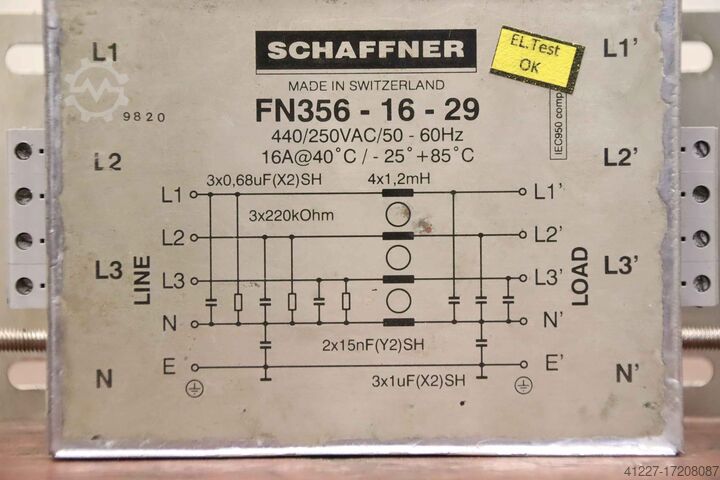 SCHAFFNER
EL.Test
OK
MADE IN SWITZERLAND
FN356 - 16 - 29
440/250VAC/50 - 60Hz
16A@40°C / - 25°+85°C
IEC950 comp
9820
L1
L1'
L2
L2'
L3
L3'
N
N'
3x0,68uF(X2)SH
4x1,2mH
L1
L1'
3x220kOhm
L2
L2'
L3
L3'
LINE
LOAD
N
N'
2x15nF(Y2)SH
E
E'
3x1uF(X2)SH
41227-17208087